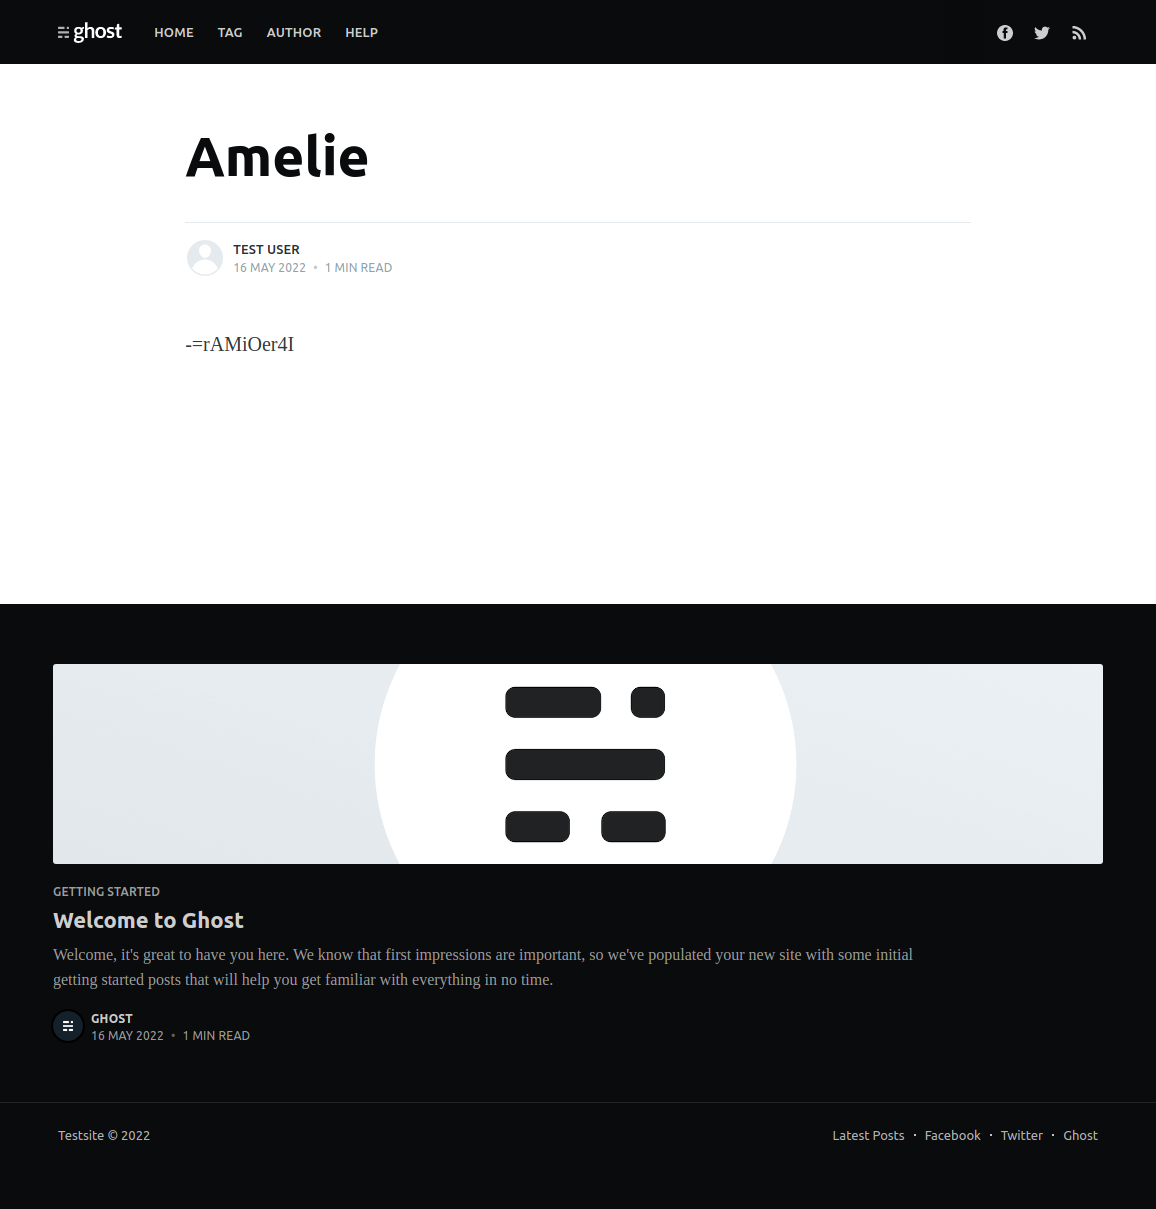 ghost HOME TAG AUTHOR HELP
Amelie
TEST USER
16 MAY 2022 • 1 MIN READ
-=rAMiOer4I
GETTING STARTED
Welcome to Ghost
Welcome, it's great to have you here. We know that first impressions are important, so we've populated your new site with some initial
getting started posts that will help you get familiar with everything in no time.
GHOST
16 MAY 2022 • 1 MIN READ
Testsite © 2022 Latest Posts • Facebook • Twitter • Ghost